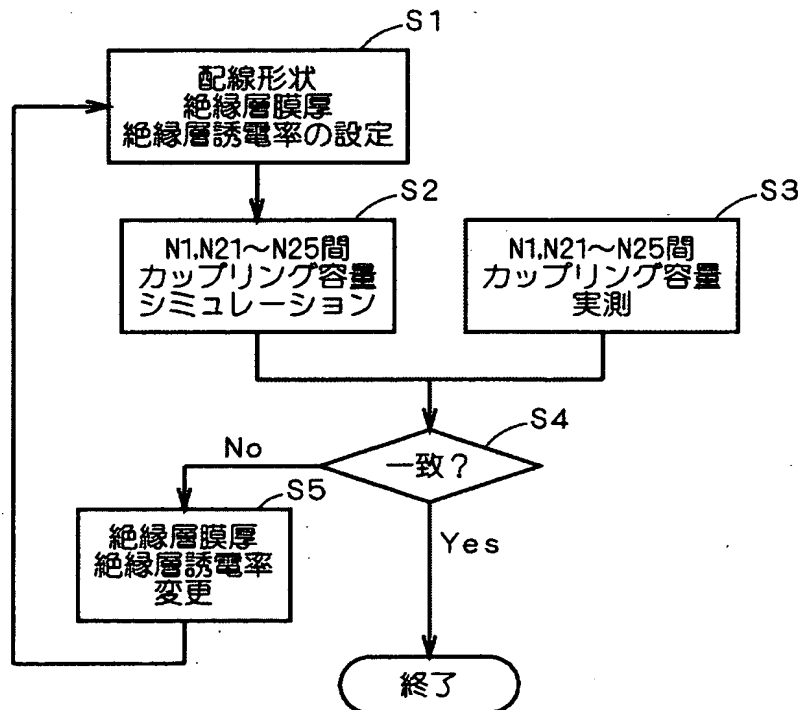 S1
配線形状
絶縁層膜厚
絶縁層誘電率の設定
S2
N1,N21〜N25間
カップリング容量
シミュレーション
S3
N1,N21〜N25間
カップリング容量
実測
S4
一致?
No
S5
絶縁層膜厚
絶縁層誘電率
変更
Yes
終了